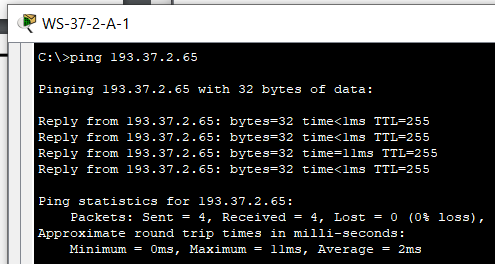 WS-37-2-A-1
C:\>ping 193.37.2.65
Pinging 193.37.2.65 with 32 bytes of data:
Reply from 193.37.2.65: bytes=32 time<1ms TTL=255
Reply from 193.37.2.65: bytes=32 time<1ms TTL=255
Reply from 193.37.2.65: bytes=32 time=11ms TTL=255
Reply from 193.37.2.65: bytes=32 time<1ms TTL=255
Ping statistics for 193.37.2.65:
Packets: Sent = 4, Received = 4, Lost = 0 (0% loss),
Approximate round trip times in milli-seconds:
Minimum = 0ms, Maximum = 11ms, Average = 2ms